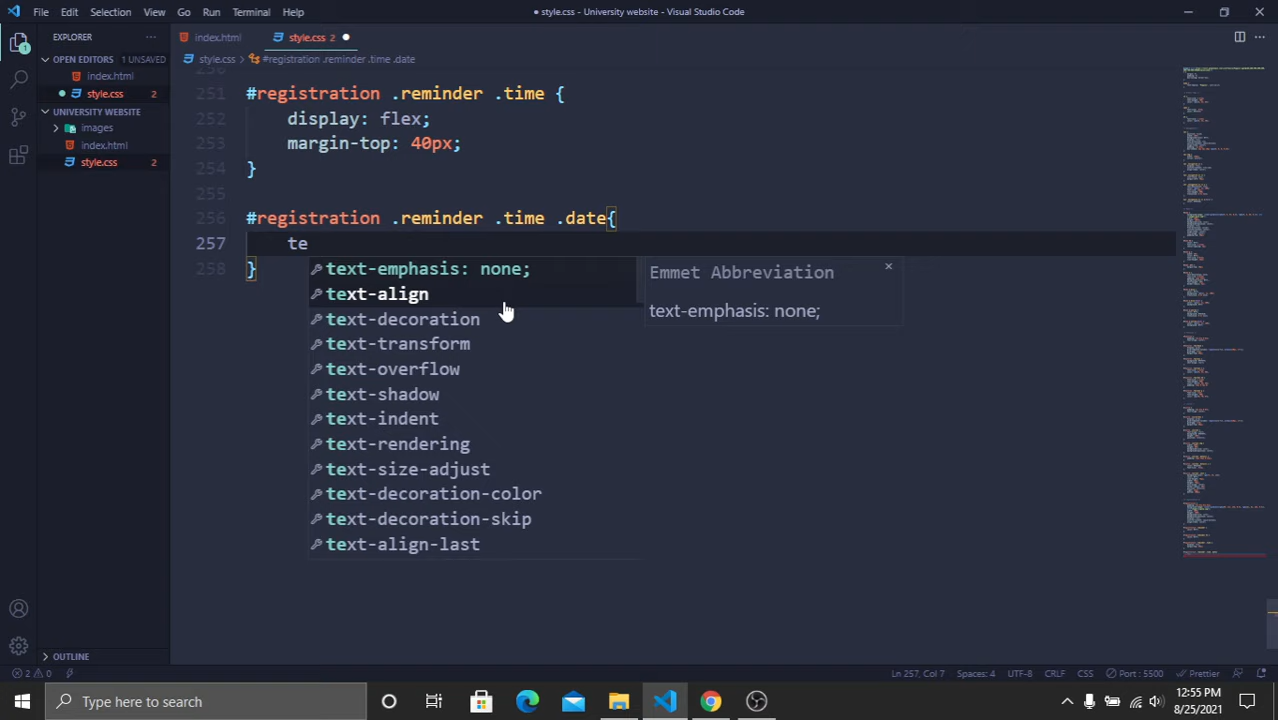 File Edit Selection View Go Run Terminal Help
● style.css - University website - Visual Studio Code
EXPLORER
index.html
style.css 2
OPEN EDITORS 1 UNSAVED
style.css > #registration .reminder .time .date
index.html
style.css 2
UNIVERSITY WEBSITE
images
index.html
style.css 2
250
251 #registration .reminder .time {
252 display: flex;
253 margin-top: 40px;
254 }
255
256 #registration .reminder .time .date{
257 te
258 }
text-emphasis: none;
text-align
text-decoration
text-transform
text-overflow
text-shadow
text-indent
text-rendering
text-size-adjust
text-decoration-color
text-decoration-skip
text-align-last
Emmet Abbreviation
text-emphasis: none;
OUTLINE
2 0
Ln 257, Col 7 Spaces: 4 UTF-8 CRLF CSS Port : 5500 Prettier
Type here to search
12:55 PM
8/25/2021